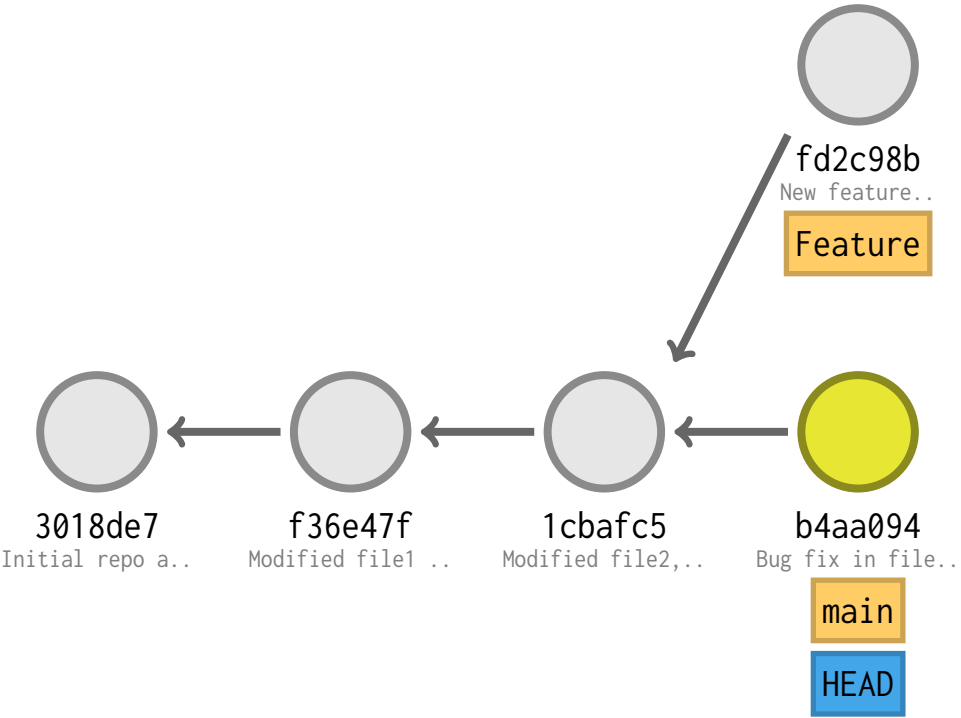 fd2c98b
New feature..
Feature
3018de7
Initial repo a..
f36e47f
Modified file1 ..
1cbafc5
Modified file2,..
b4aa094
Bug fix in file..
main
HEAD